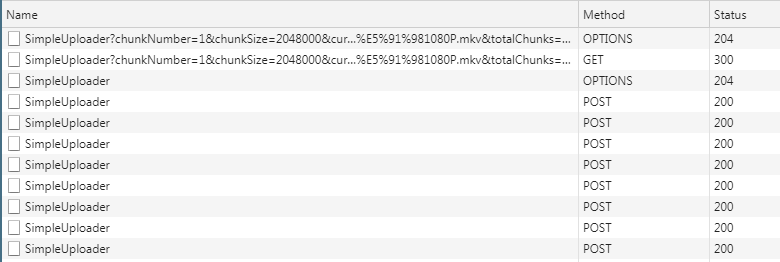 Name Method Status
SimpleUploader?chunkNumber=1&chunkSize=2048000&cur...%E5%91%981080P.mkv&totalChunks=... OPTIONS 204
SimpleUploader?chunkNumber=1&chunkSize=2048000&cur...%E5%91%981080P.mkv&totalChunks=... GET 300
SimpleUploader OPTIONS 204
SimpleUploader POST 200
SimpleUploader POST 200
SimpleUploader POST 200
SimpleUploader POST 200
SimpleUploader POST 200
SimpleUploader POST 200
SimpleUploader POST 200
SimpleUploader POST 200